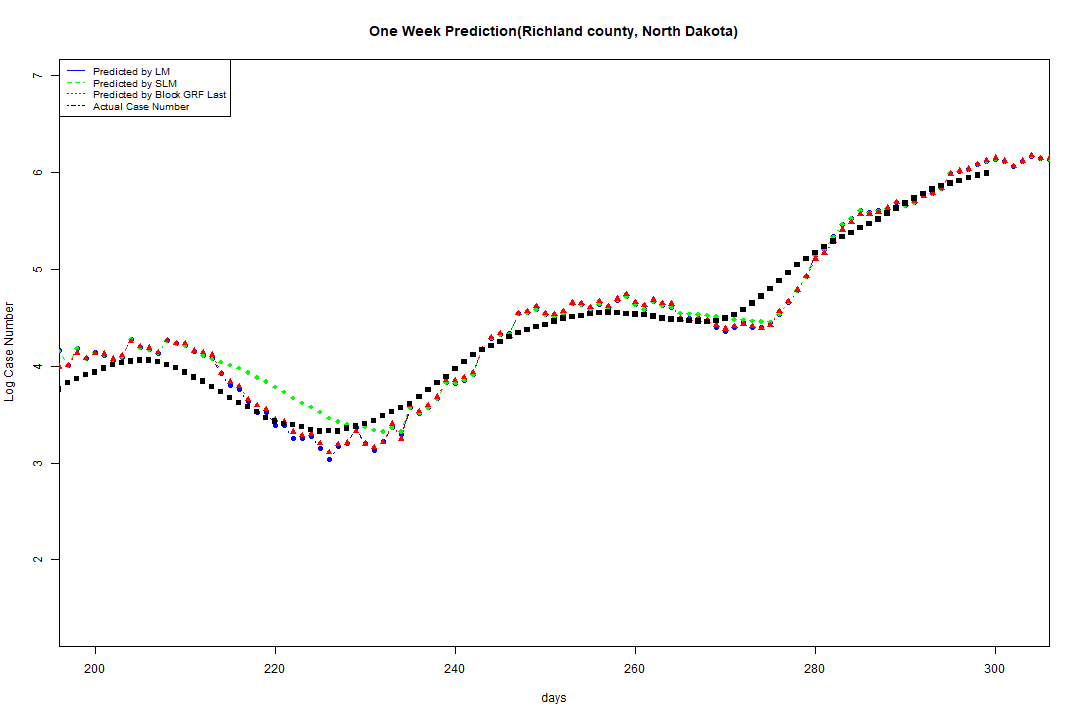 One Week Prediction(Richland county, North Dakota)
Predicted by LM
Predicted by SLM
Predicted by Block GRF Last
Actual Case Number
7
6
5
4
3
2
Log Case Number
200 220 240 260 280 300
days